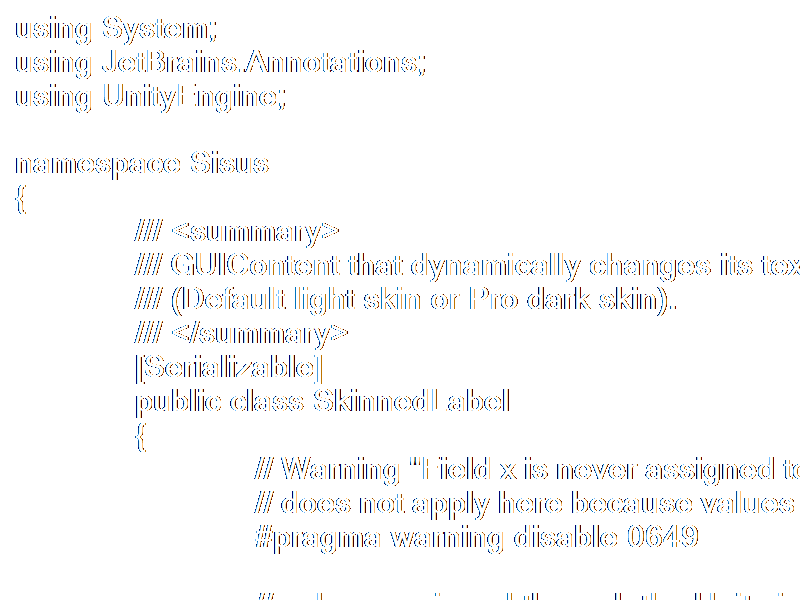 using System;
using JetBrains.Annotations;
using UnityEngine;

namespace Sisus
{
/// <summary>
/// GUIContent that dynamically changes its tex
/// (Default light skin or Pro dark skin).
/// </summary>
[Serializable]
public class SkinnedLabel
{
// Warning "Field x is never assigned to
// does not apply here because values
#pragma warning disable 0649